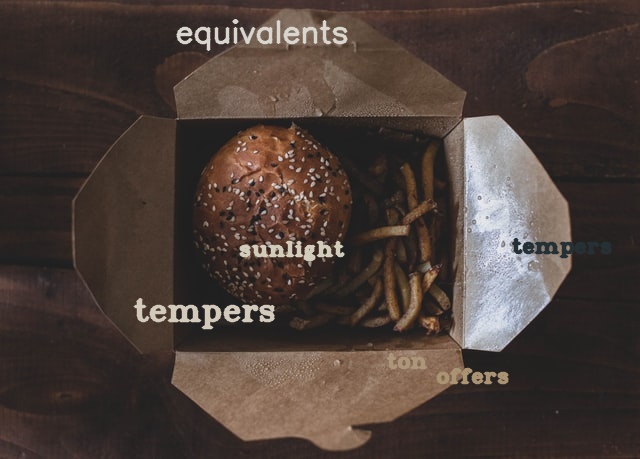 equivalents
sunlight
tempers
tempers
ton
offers